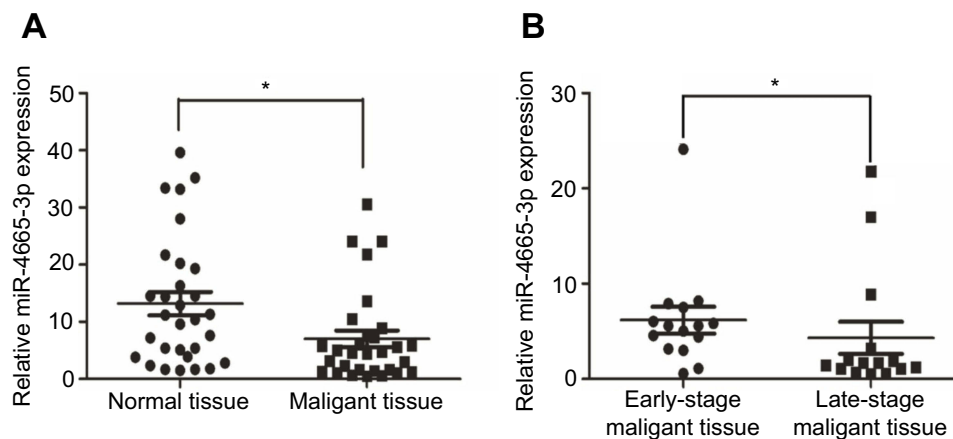 A
Relative miR-4665-3p expression
50
40
30
20
10
0
*
Normal tissue
Maligant tissue
B
Relative miR-4665-3p expression
30
20
10
0
*
Early-stage
maligant tissue
Late-stage
maligant tissue